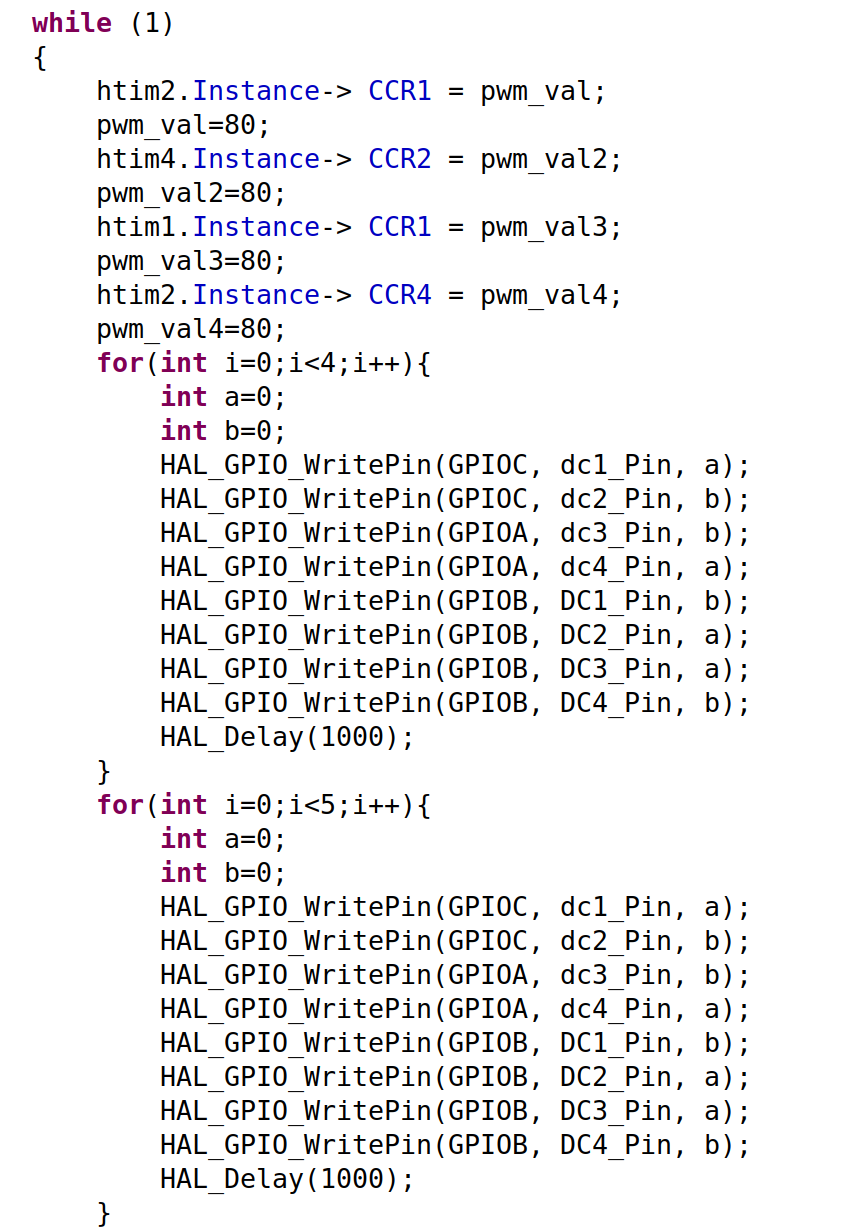 while (1)
{
htim2.Instance-> CCR1 = pwm_val;
pwm_val=80;
htim4.Instance-> CCR2 = pwm_val2;
pwm_val2=80;
htim1.Instance-> CCR1 = pwm_val3;
pwm_val3=80;
htim2.Instance-> CCR4 = pwm_val4;
pwm_val4=80;
for(int i=0;i<4;i++){
int a=0;
int b=0;
HAL_GPIO_WritePin(GPIOC, dc1_Pin, a);
HAL_GPIO_WritePin(GPIOC, dc2_Pin, b);
HAL_GPIO_WritePin(GPIOA, dc3_Pin, b);
HAL_GPIO_WritePin(GPIOA, dc4_Pin, a);
HAL_GPIO_WritePin(GPIOB, DC1_Pin, b);
HAL_GPIO_WritePin(GPIOB, DC2_Pin, a);
HAL_GPIO_WritePin(GPIOB, DC3_Pin, a);
HAL_GPIO_WritePin(GPIOB, DC4_Pin, b);
HAL_Delay(1000);
}
for(int i=0;i<5;i++){
int a=0;
int b=0;
HAL_GPIO_WritePin(GPIOC, dc1_Pin, a);
HAL_GPIO_WritePin(GPIOC, dc2_Pin, b);
HAL_GPIO_WritePin(GPIOA, dc3_Pin, b);
HAL_GPIO_WritePin(GPIOA, dc4_Pin, a);
HAL_GPIO_WritePin(GPIOB, DC1_Pin, b);
HAL_GPIO_WritePin(GPIOB, DC2_Pin, a);
HAL_GPIO_WritePin(GPIOB, DC3_Pin, a);
HAL_GPIO_WritePin(GPIOB, DC4_Pin, b);
HAL_Delay(1000);
}